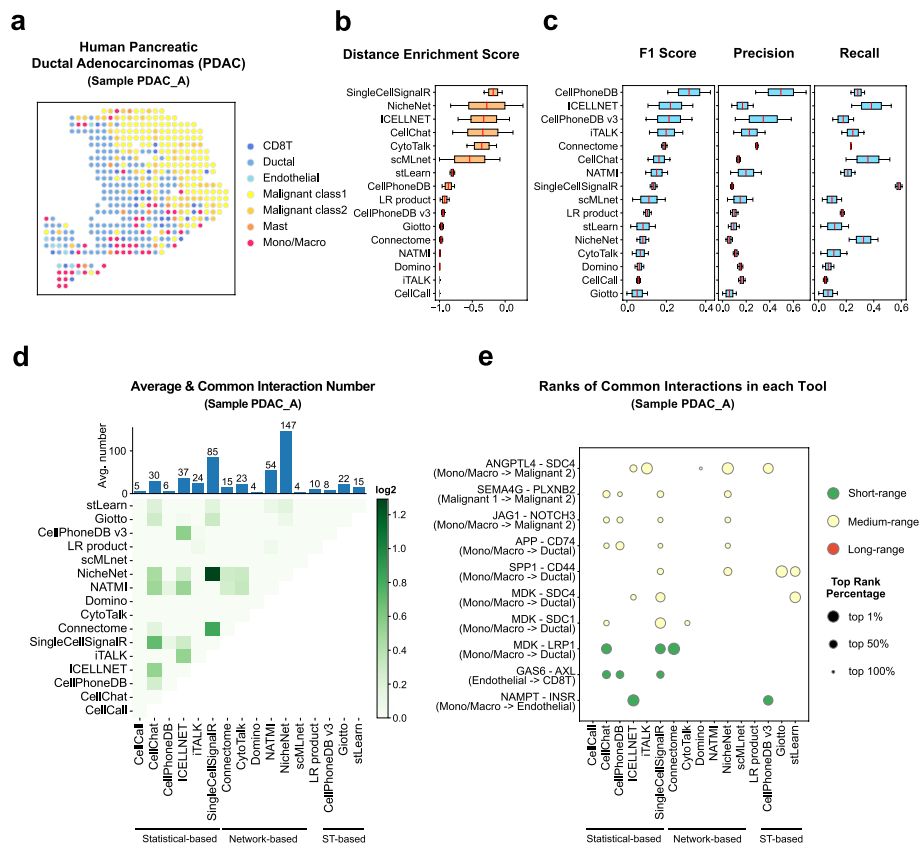 a
Human Pancreatic
Ductal Adenocarcinomas (PDAC)
(Sample PDAC_A)
CD8T
Ductal
Endothelial
Malignant class1
Malignant class2
Mast
Mono/Macro
b
Distance Enrichment Score
SingleCellSignalR
NicheNet
ICELLNET
CellChat
CytoTalk
scMLnet
stLearn
CellPhoneDB
LR product
CellPhoneDB v3
Giotto
Connectome
NATMI
Domino
iTALK
CellCall
−1.0 −0.5 0.0
c
F1 Score Precision Recall
CellPhoneDB
ICELLNET
CellPhoneDB v3
iTALK
Connectome
CellChat
NATMI
SingleCellSignalR
scMLnet
LR product
stLearn
NicheNet
CytoTalk
Domino
CellCall
Giotto
0.0 0.2 0.4 0.0 0.2 0.4 0.6 0.0 0.2 0.4 0.6
d
Average & Common Interaction Number
(Sample PDAC_A)
Avg. number
100
0
5 30 6 37 24 85 15 23 4 54 147 4 10 8 22 15
stLearn
Giotto
CellPhoneDB v3
LR product
scMLnet
NicheNet
NATMI
Domino
CytoTalk
Connectome
SingleCellSignalR
iTALK
ICELLNET
CellPhoneDB
CellChat
CellCall
log2
1.2
1.0
0.8
0.6
0.4
0.2
0.0
CellCall
CellChat
CellPhoneDB
ICELLNET
iTALK
SingleCellSignalR
Connectome
CytoTalk
Domino
NATMI
NicheNet
scMLnet
LR product
CellPhoneDB v3
Giotto
stLearn
Statistical-based Network-based ST-based
e
Ranks of Common Interactions in each Tool
(Sample PDAC_A)
ANGPTL4 - SDC4
(Mono/Macro -> Malignant 2)
SEMA4G - PLXNB2
(Malignant 1 -> Malignant 2)
JAG1 - NOTCH3
(Mono/Macro -> Malignant 2)
APP - CD74
(Mono/Macro -> Ductal)
SPP1 - CD44
(Mono/Macro -> Ductal)
MDK - SDC4
(Mono/Macro -> Ductal)
MDK - SDC1
(Mono/Macro -> Ductal)
MDK - LRP1
(Mono/Macro -> Ductal)
GAS6 - AXL
(Endothelial -> CD8T)
NAMPT - INSR
(Mono/Macro -> Endothelial)
Short-range
Medium-range
Long-range
Top Rank
Percentage
top 1%
top 50%
top 100%
CellCall
CellChat
CellPhoneDB
ICELLNET
iTALK
SingleCellSignalR
Connectome
CytoTalk
Domino
NATMI
NicheNet
scMLnet
LR product
CellPhoneDB v3
Giotto
stLearn
Statistical-based Network-based ST-based